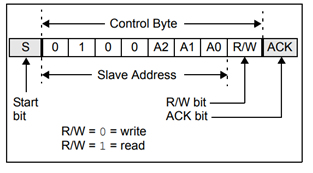 Control Byte
S 0 1 0 0 A2 A1 A0 R/W ACK
Slave Address
Start
bit
R/W bit
ACK bit
R/W = 0 = write
R/W = 1 = read